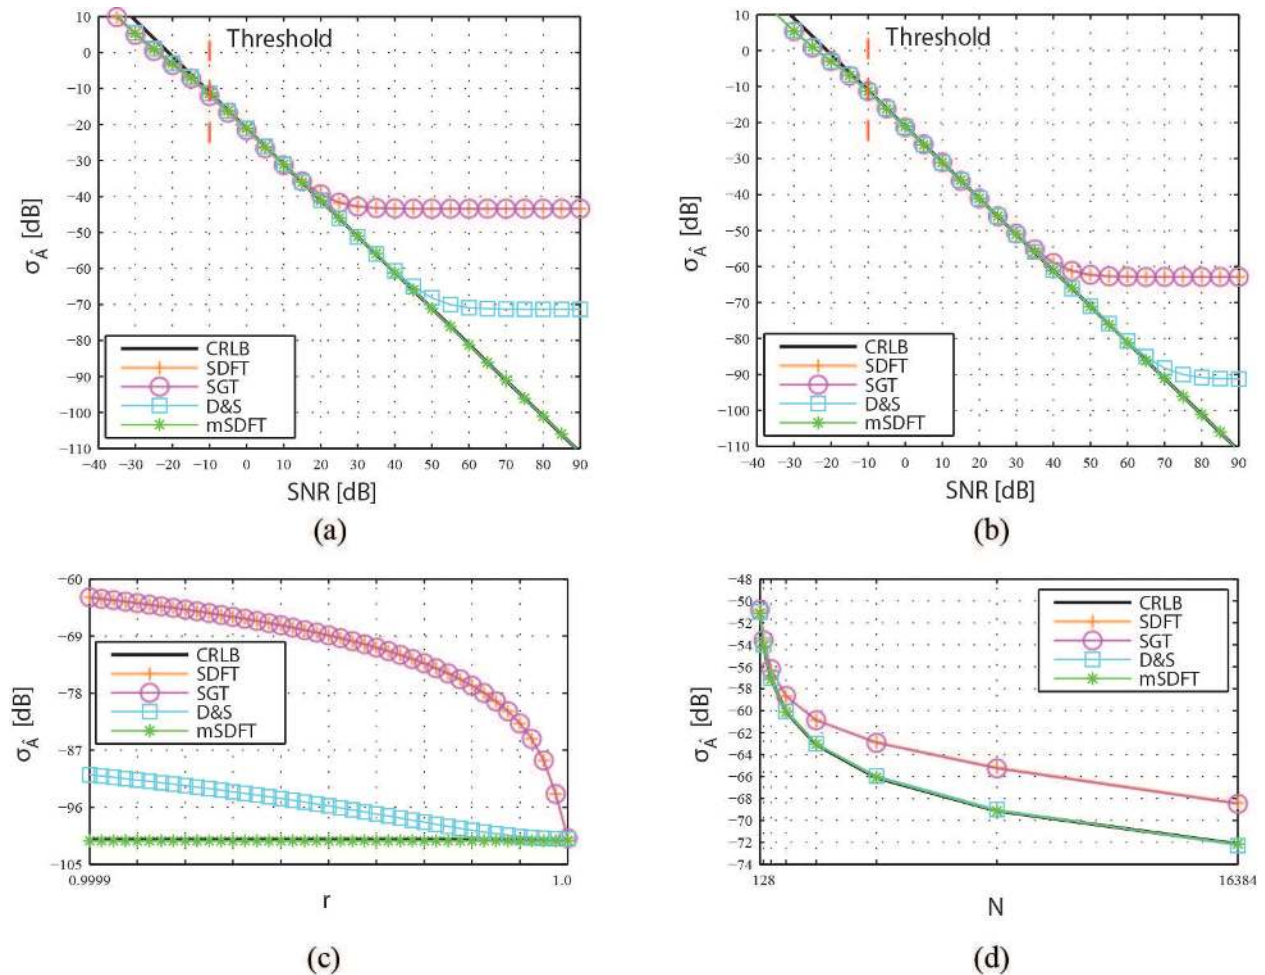 Threshold
σ_Â [dB]
10
0
−10
−20
−30
−40
−50
−60
−70
−80
−90
−100
−110
CRLB
SDFT
SGT
D&S
mSDFT
−40 −30 −20 −10 0 10 20 30 40 50 60 70 80 90
SNR [dB]
(a)
Threshold
σ_Â [dB]
10
0
−10
−20
−30
−40
−50
−60
−70
−80
−90
−100
−110
CRLB
SDFT
SGT
D&S
mSDFT
−40 −30 −20 −10 0 10 20 30 40 50 60 70 80 90
SNR [dB]
(b)
σ_Â [dB]
−60
−69
−78
−87
−96
−105
CRLB
SDFT
SGT
D&S
mSDFT
0.9999 1.0
r
(c)
σ_Â [dB]
−48
−50
−52
−54
−56
−58
−60
−62
−64
−66
−68
−70
−72
−74
CRLB
SDFT
SGT
D&S
mSDFT
128 16384
N
(d)